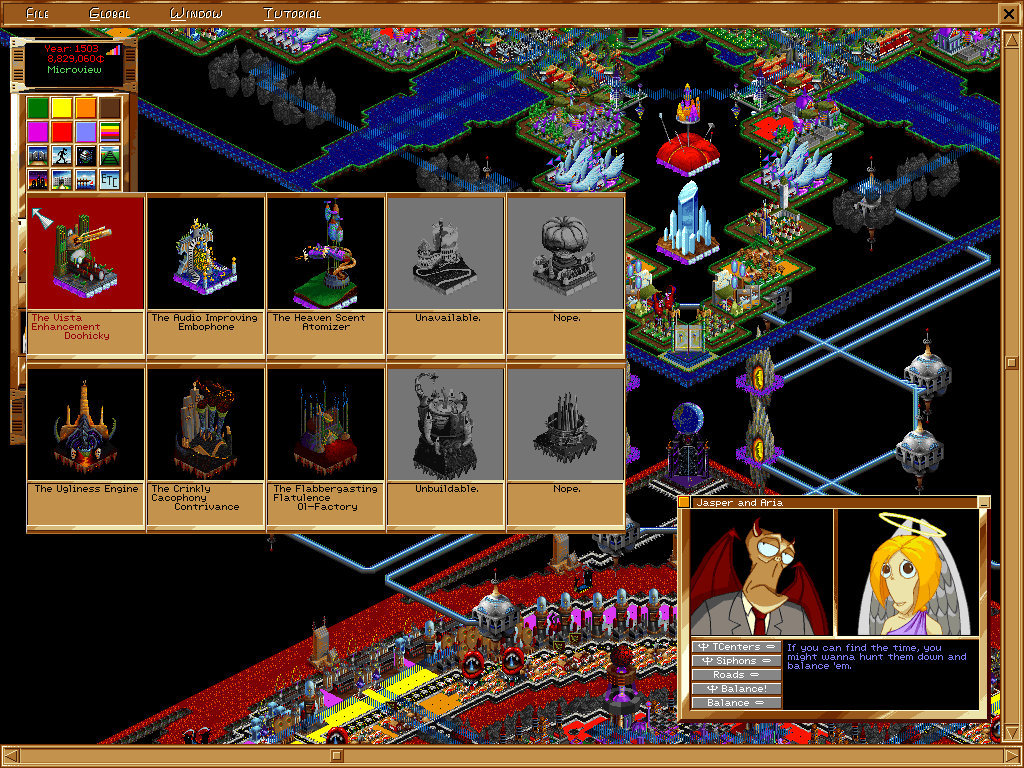 File Global Window Tutorial
Year: 1503
8,829,060¢
Microview
ETC
The Vista
Enhancement
Doohicky
The Audio Improving
Embophone
The Heaven Scent
Atomizer
Unavailable.
Nope.
The Ugliness Engine
The Crinkly
Cacophony
Contrivance
The Flabbergasting
Flatulence
Ol-Factory
Unbuildable.
Nope.
Jasper and Aria
TCenters
Siphons
Roads
Balance!
Balance
If you can find the time, you
might wanna hunt them down and
balance 'em.